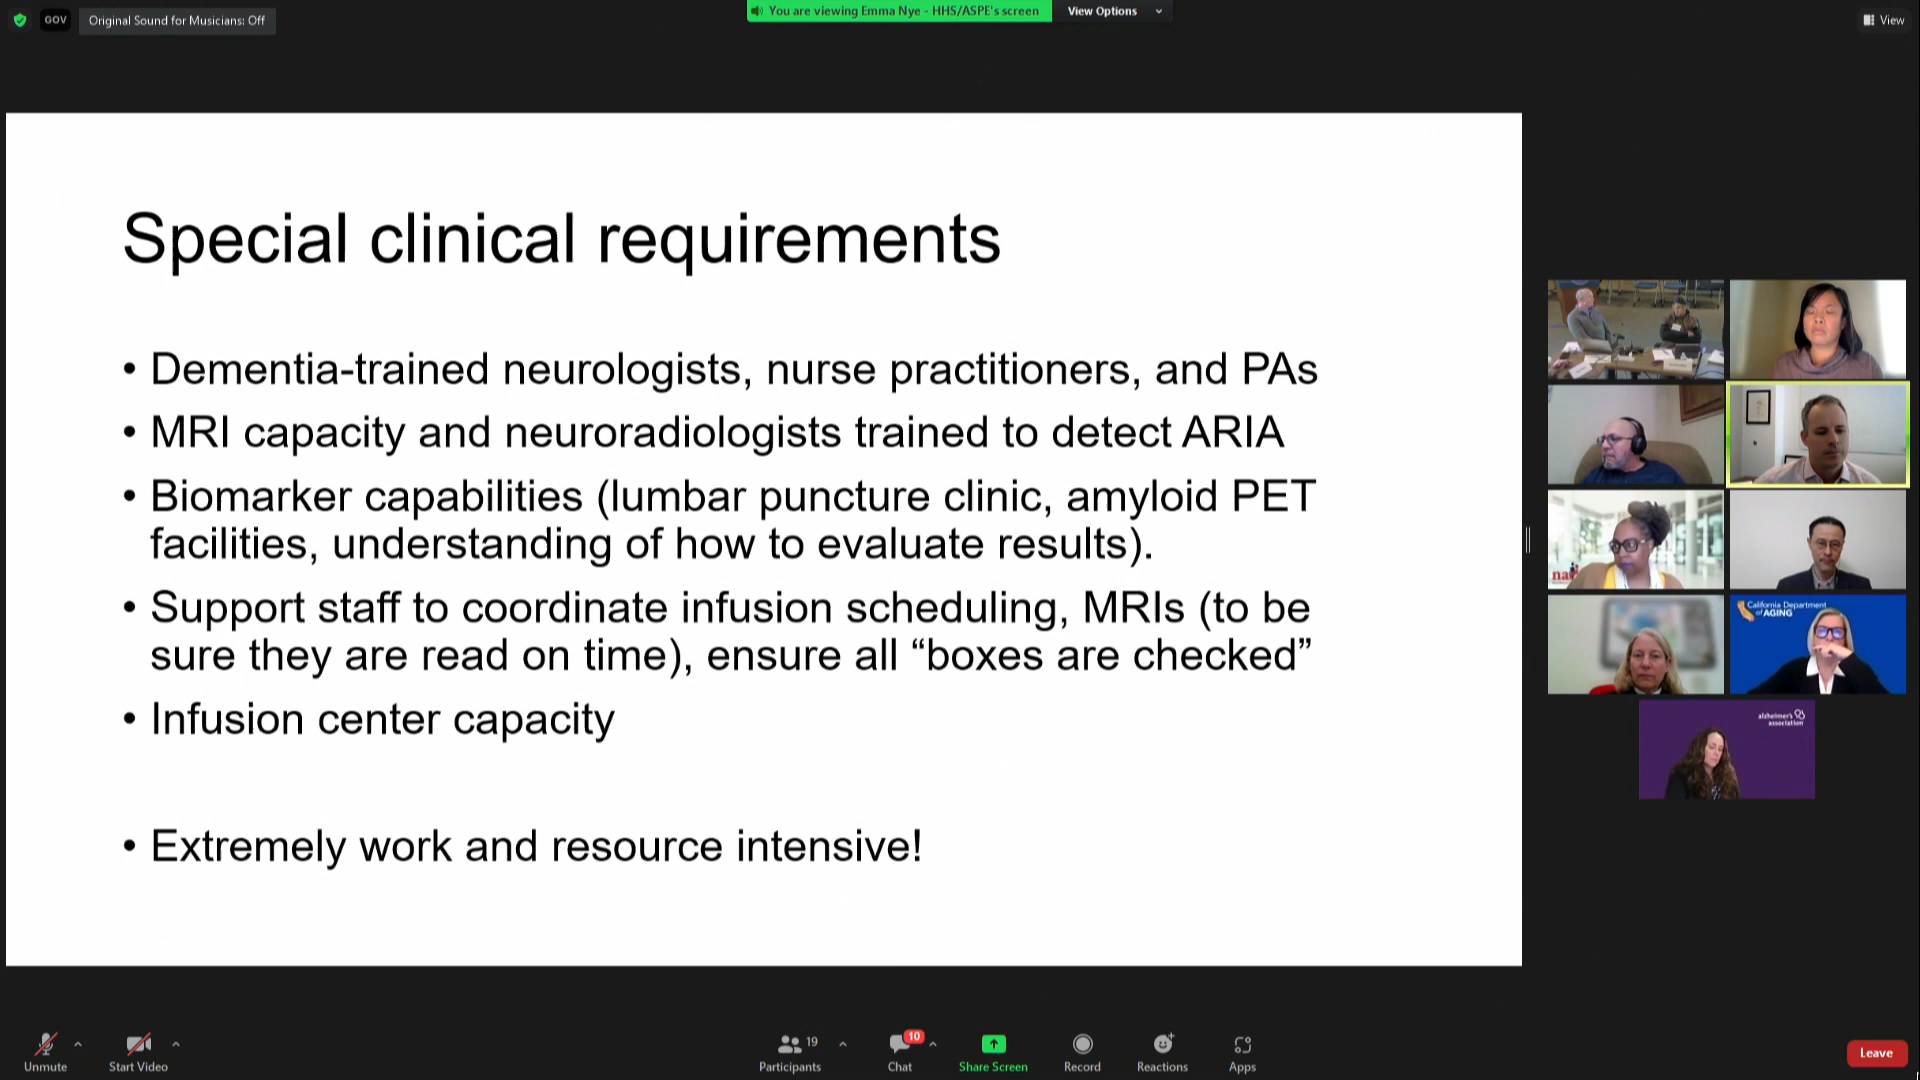 GOV
Original Sound for Musicians: Off
You are viewing Emma Nye - HHS/ASPE's screen
View Options
View
Special clinical requirements
• Dementia-trained neurologists, nurse practitioners, and PAs
• MRI capacity and neuroradiologists trained to detect ARIA
• Biomarker capabilities (lumbar puncture clinic, amyloid PET
facilities, understanding of how to evaluate results).
• Support staff to coordinate infusion scheduling, MRIs (to be
sure they are read on time), ensure all “boxes are checked”
• Infusion center capacity
• Extremely work and resource intensive!
California Department
of AGING
alzheimer's
association
Unmute
Start Video
19
Participants
10
Chat
Share Screen
Record
Reactions
Apps
Leave